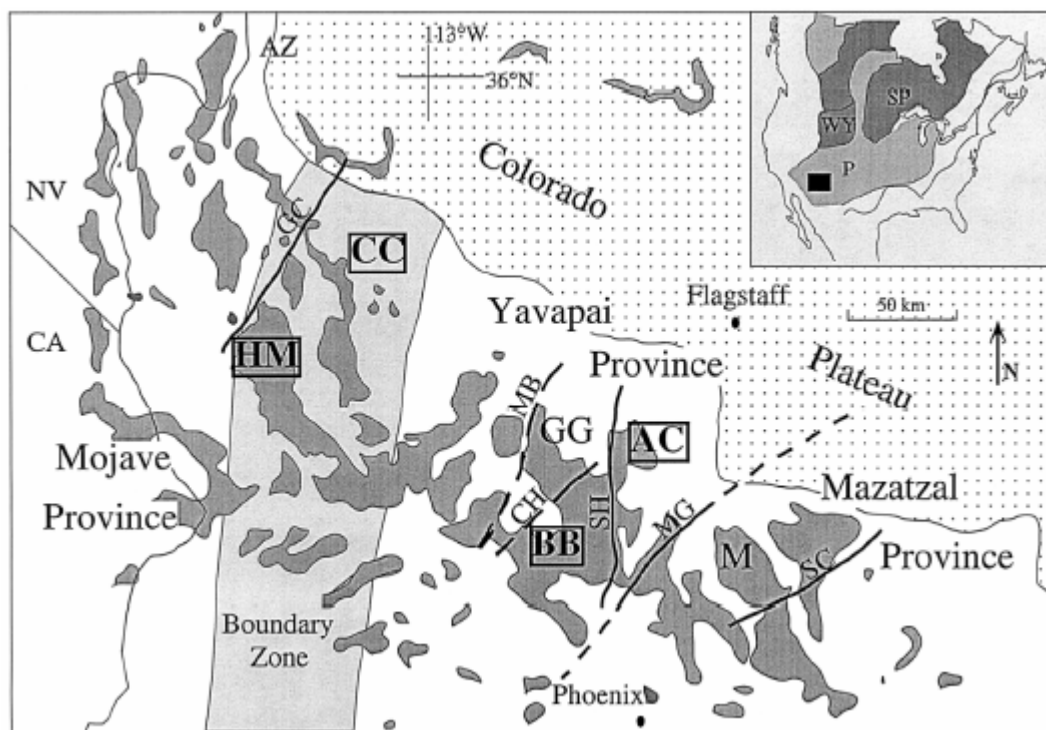 AZ
113°W
36°N
SP
WY
P
NV
Colorado
GC
CC
Flagstaff
50 km
Yavapai
CA
HM
Province
Plateau
N
MB
GG
AC
Mojave
Mazatzal
Province
CH
SH
MG
BB
M
SC
Province
Boundary
Zone
Phoenix